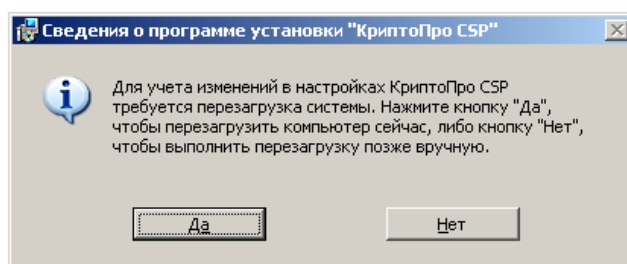 Сведения о программе установки "КриптоПро CSP"
Для учета изменений в настройках КриптоПро CSP
требуется перезагрузка системы. Нажмите кнопку "Да",
чтобы перезагрузить компьютер сейчас, либо кнопку "Нет",
чтобы выполнить перезагрузку позже вручную.
Да
Нет